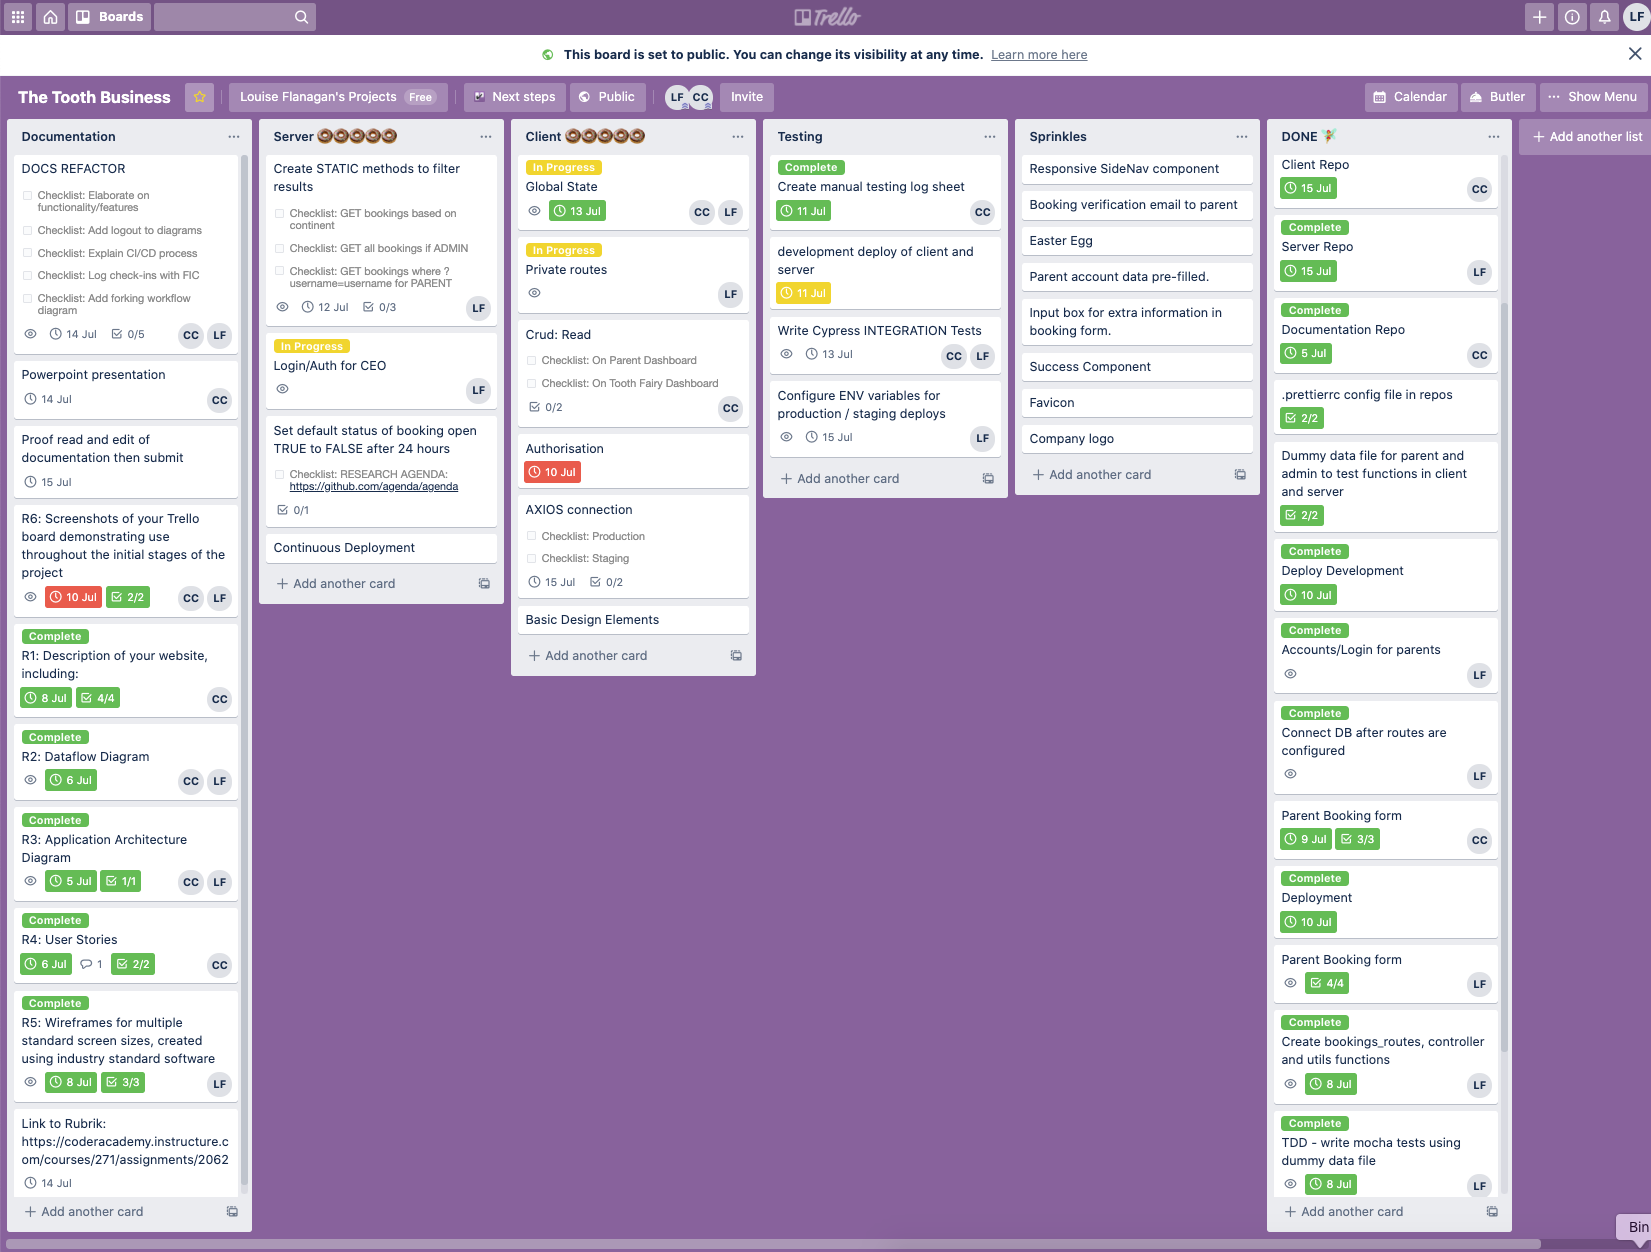 Boards
Trello
LF
This board is set to public. You can change its visibility at any time. Learn more here
The Tooth Business
Louise Flanagan's Projects Free
Next steps
Public
LF CC
Invite
Calendar
Butler
Show Menu
Documentation
DOCS REFACTOR
Checklist: Elaborate on
functionality/features
Checklist: Add logout to diagrams
Checklist: Explain CI/CD process
Checklist: Log check-ins with FIC
Checklist: Add forking workflow
diagram
14 Jul 0/5 CC LF
Powerpoint presentation
14 Jul CC
Proof read and edit of
documentation then submit
15 Jul
R6: Screenshots of your Trello
board demonstrating use
throughout the initial stages of the
project
10 Jul 2/2 CC LF
Complete
R1: Description of your website,
including:
8 Jul 4/4 CC
Complete
R2: Dataflow Diagram
6 Jul CC LF
Complete
R3: Application Architecture
Diagram
5 Jul 1/1 CC LF
Complete
R4: User Stories
6 Jul 1 2/2 CC
Complete
R5: Wireframes for multiple
standard screen sizes, created
using industry standard software
8 Jul 3/3 LF
Link to Rubrik:
https://coderacademy.instructure.c
om/courses/271/assignments/2062
14 Jul
+ Add another card
Server
Create STATIC methods to filter
results
Checklist: GET bookings based on
continent
Checklist: GET all bookings if ADMIN
Checklist: GET bookings where ?
username=username for PARENT
12 Jul 0/3 LF
In Progress
Login/Auth for CEO
LF
Set default status of booking open
TRUE to FALSE after 24 hours
Checklist: RESEARCH AGENDA:
https://github.com/agenda/agenda
0/1
Continuous Deployment
+ Add another card
Client
In Progress
Global State
13 Jul CC LF
In Progress
Private routes
LF
Crud: Read
Checklist: On Parent Dashboard
Checklist: On Tooth Fairy Dashboard
0/2 CC
Authorisation
10 Jul
AXIOS connection
Checklist: Production
Checklist: Staging
15 Jul 0/2
Basic Design Elements
+ Add another card
Testing
Complete
Create manual testing log sheet
11 Jul CC
development deploy of client and
server
11 Jul
Write Cypress INTEGRATION Tests
13 Jul CC LF
Configure ENV variables for
production / staging deploys
15 Jul LF
+ Add another card
Sprinkles
Responsive SideNav component
Booking verification email to parent
Easter Egg
Parent account data pre-filled.
Input box for extra information in
booking form.
Success Component
Favicon
Company logo
+ Add another card
DONE
Client Repo
15 Jul CC
Complete
Server Repo
15 Jul LF
Complete
Documentation Repo
5 Jul CC
.prettierrc config file in repos
2/2
Dummy data file for parent and
admin to test functions in client
and server
2/2
Complete
Deploy Development
10 Jul
Complete
Accounts/Login for parents
LF
Complete
Connect DB after routes are
configured
LF
Parent Booking form
9 Jul 3/3 CC
Complete
Deployment
10 Jul
Parent Booking form
4/4 LF
Complete
Create bookings_routes, controller
and utils functions
8 Jul LF
Complete
TDD - write mocha tests using
dummy data file
8 Jul LF
+ Add another card
+ Add another list
Bin